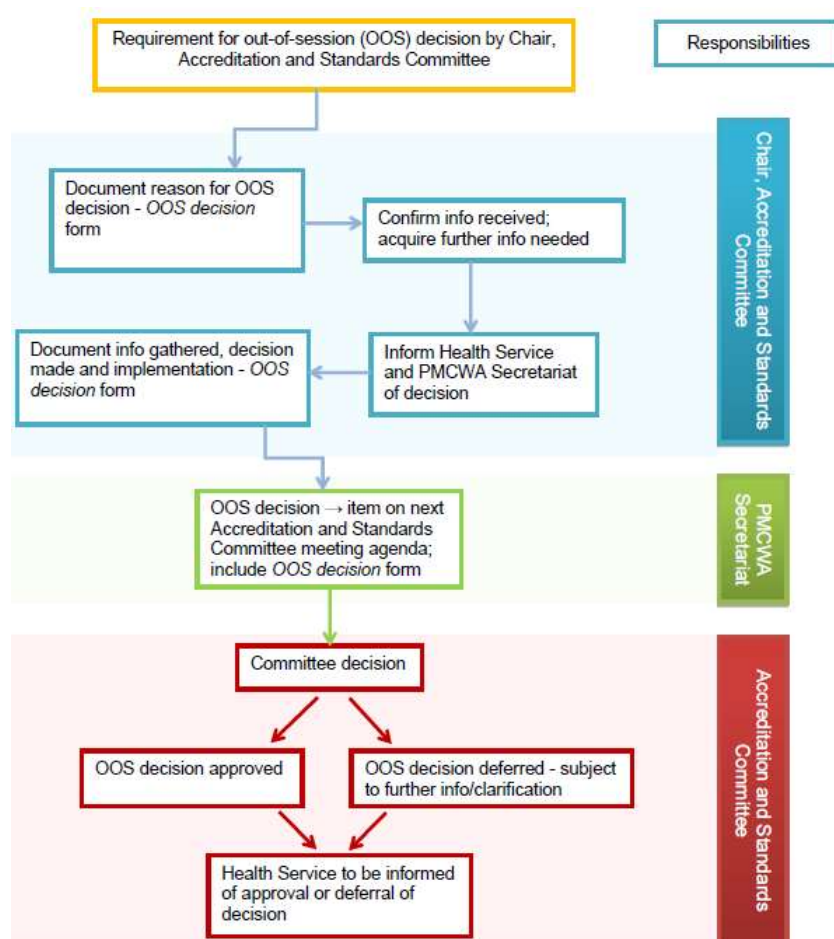 Requirement for out-of-session (OOS) decision by Chair,
Accreditation and Standards Committee
Responsibilities
Document reason for OOS
decision - OOS decision
form
Confirm info received;
acquire further info needed
Document info gathered, decision
made and implementation - OOS
decision form
Inform Health Service
and PMCWA Secretariat
of decision
Chair, Accreditation and Standards
Committee
OOS decision → item on next
Accreditation and Standards
Committee meeting agenda;
include OOS decision form
PMCWA
Secretariat
Committee decision
OOS decision approved
OOS decision deferred - subject
to further info/clarification
Health Service to be informed
of approval or deferral of
decision
Accreditation and Standards
Committee